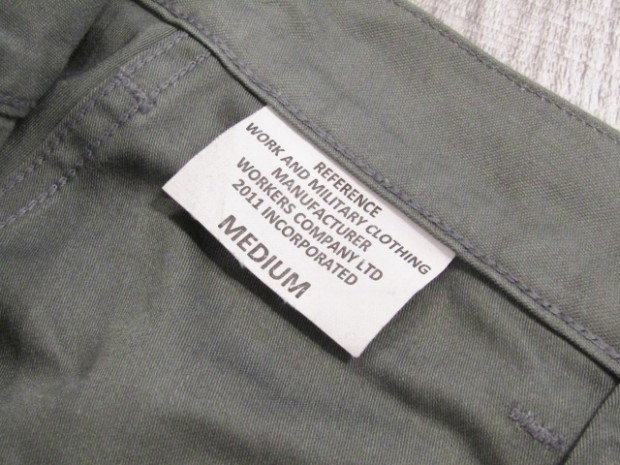 REFERENCE
WORK AND MILITARY CLOTHING
MANUFACTURER
WORKERS COMPANY LTD
2011 INCORPORATED
MEDIUM